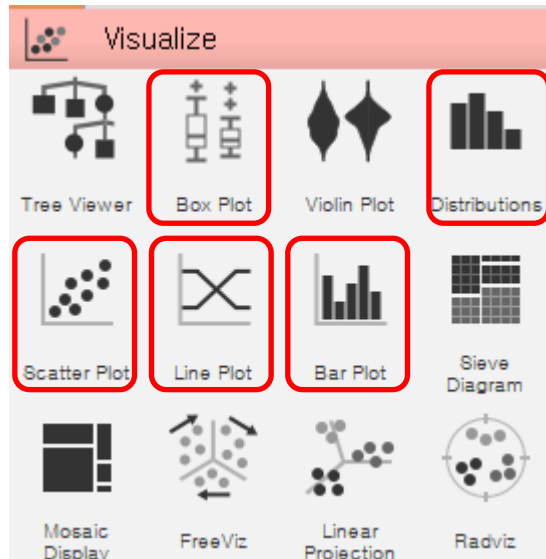 Visualize
Tree Viewer
Box Plot
Violin Plot
Distributions
Scatter Plot
Line Plot
Bar Plot
Sieve
Diagram
Mosaic
Display
FreeViz
Linear
Projection
Radviz